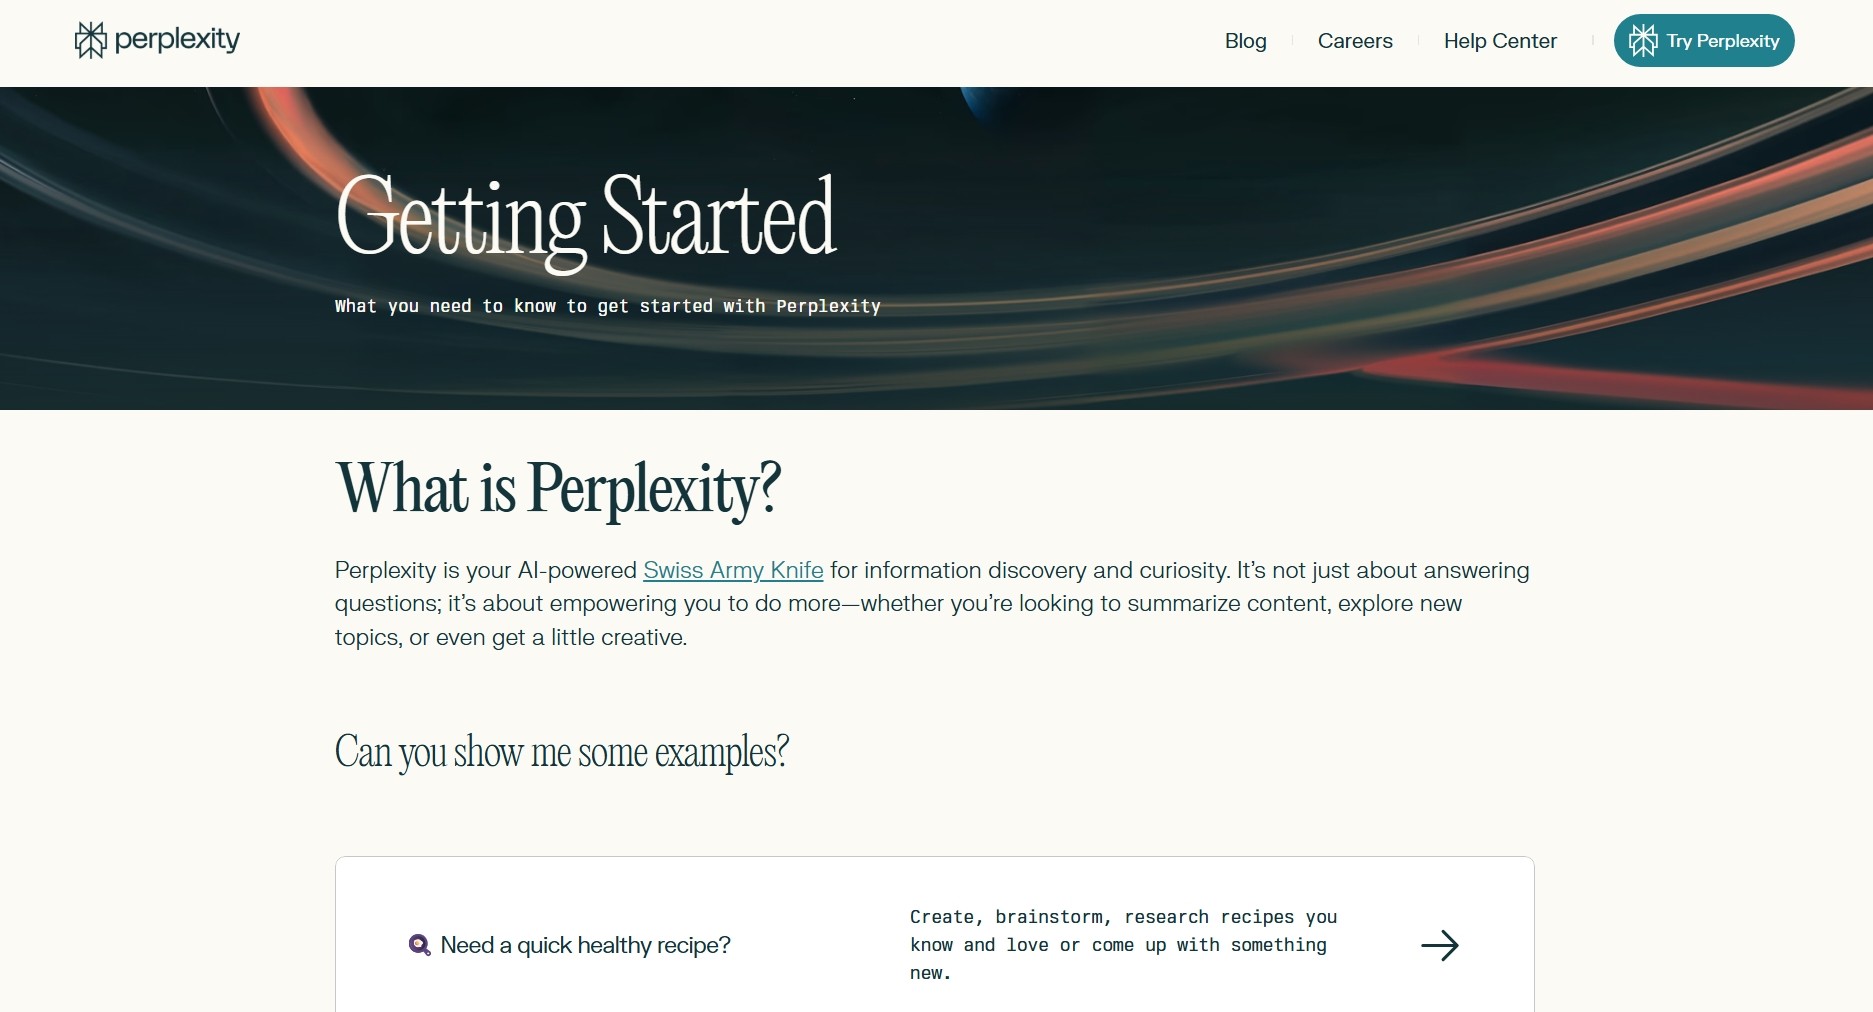 perplexity
Blog
Careers
Help Center
Try Perplexity
Getting Started
What you need to know to get started with Perplexity
What is Perplexity?
Perplexity is your AI-powered Swiss Army Knife for information discovery and curiosity. It’s not just about answering
questions; it’s about empowering you to do more—whether you’re looking to summarize content, explore new
topics, or even get a little creative.
Can you show me some examples?
Need a quick healthy recipe?
Create, brainstorm, research recipes you
know and love or come up with something
new.